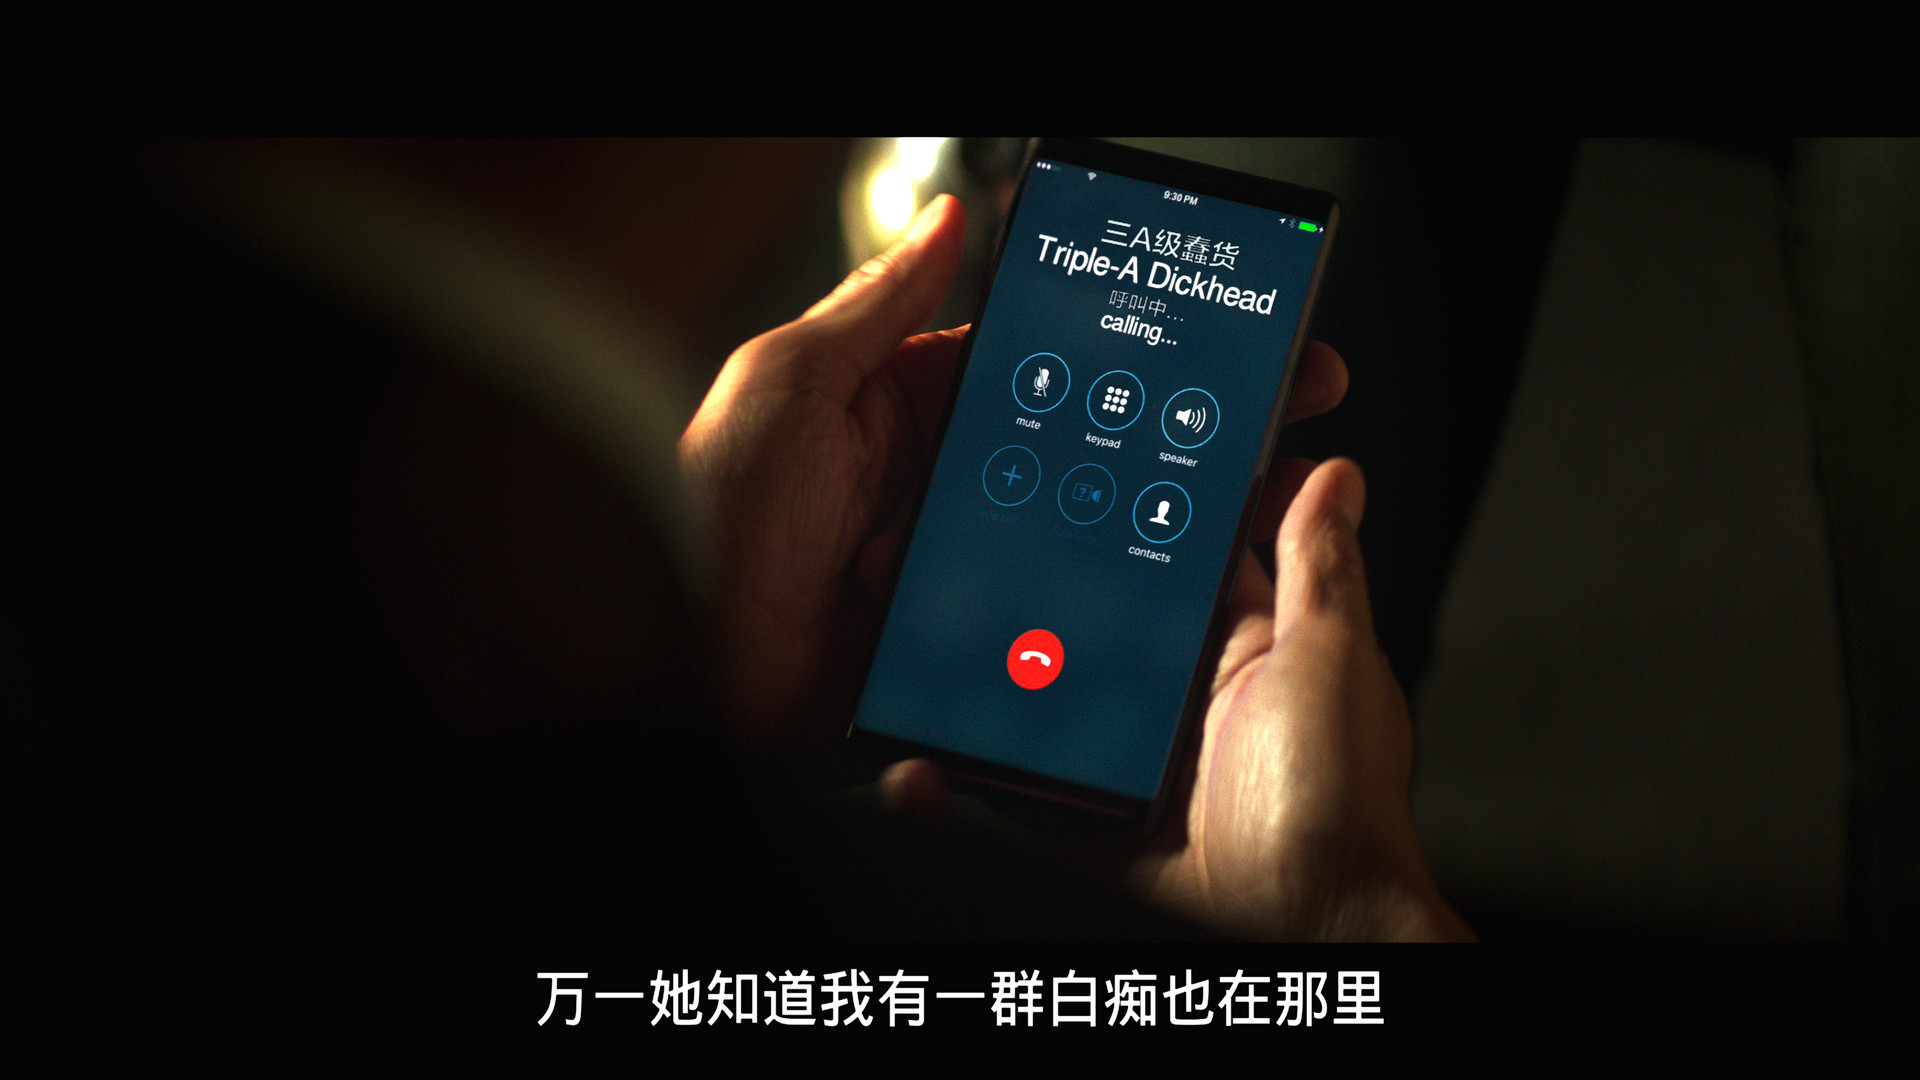 9:30 PM
三A级蠢货
Triple-A Dickhead
呼叫中...
calling...
mute
keypad
speaker
contacts
万一她知道我有一群白痴也在那里